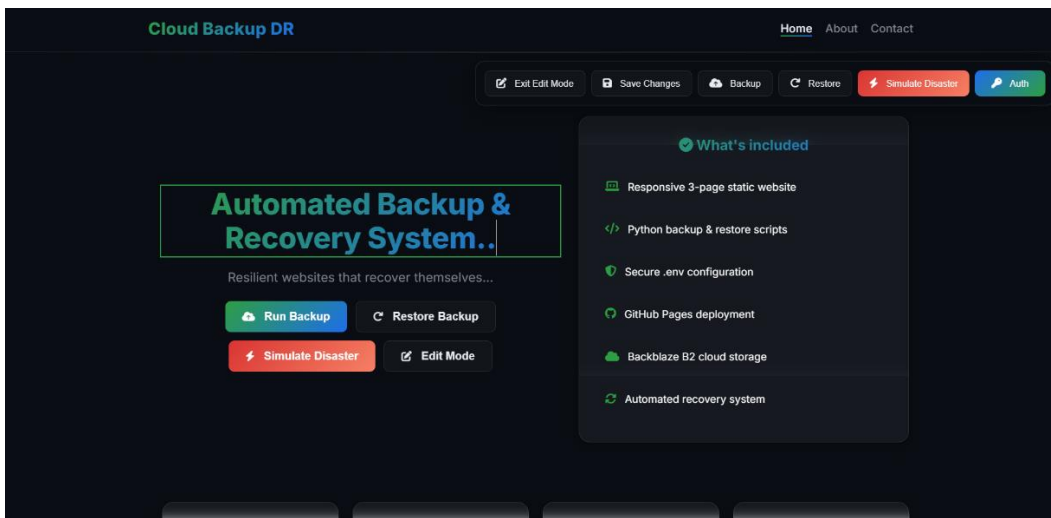 Cloud Backup DR
Home About Contact
Exit Edit Mode Save Changes Backup Restore Simulate Disaster Auth
Automated Backup &
Recovery System..
Resilient websites that recover themselves...
Run Backup Restore Backup
Simulate Disaster Edit Mode
What's included
Responsive 3-page static website
Python backup & restore scripts
Secure .env configuration
GitHub Pages deployment
Backblaze B2 cloud storage
Automated recovery system